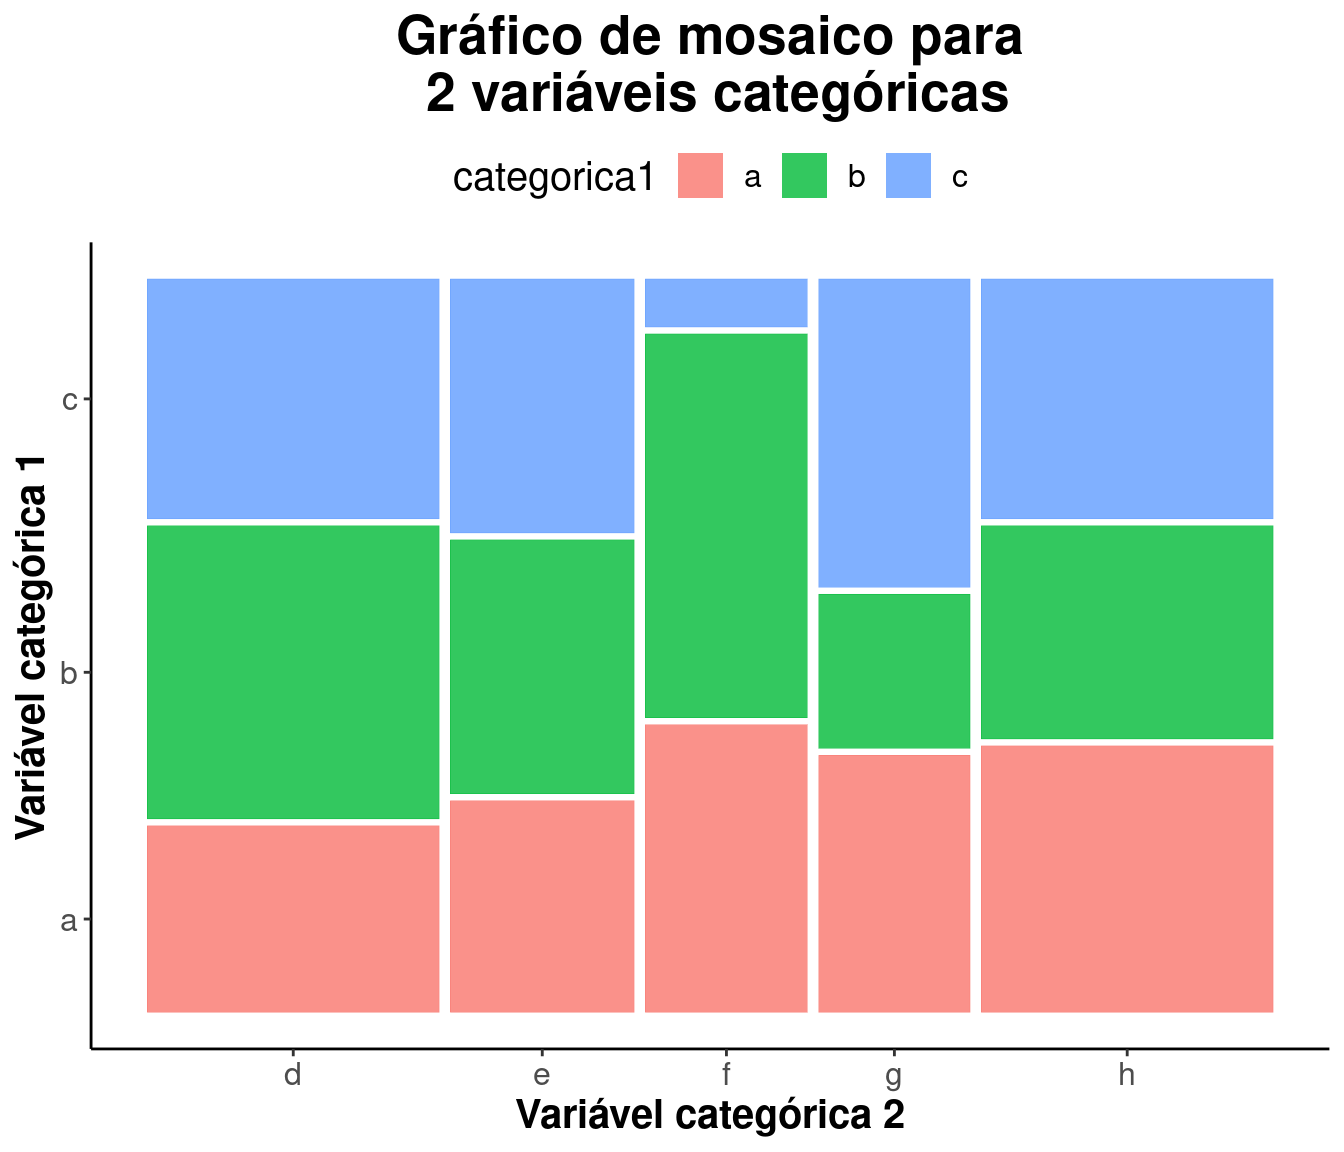 Gráfico de mosaico para
2 variáveis categóricas
categorica1 a b c
c
b
a
Variável categórica 1
d e f g h
Variável categórica 2